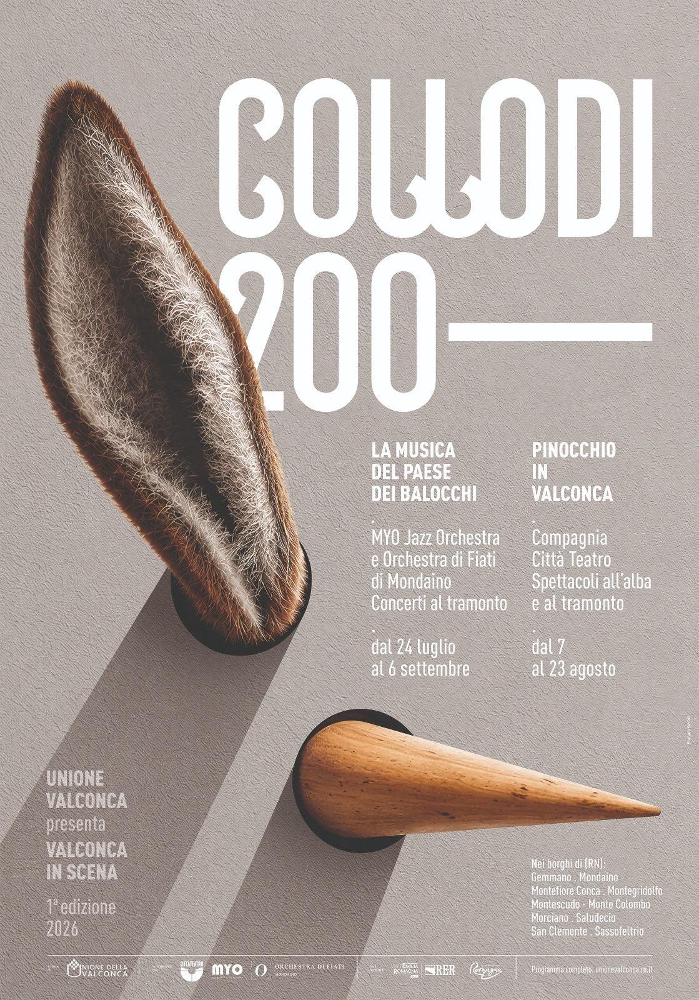 COLLODI
200
LA MUSICA
DEL PAESE
DEI BALOCCHI
.
MYO Jazz Orchestra
e Orchestra di Fiati
di Mondaino
Concerti al tramonto
.
dal 24 luglio
al 6 settembre
PINOCCHIO
IN
VALCONCA
.
Compagnia
Città Teatro
Spettacoli all'alba
e al tramonto
.
dal 7
al 23 agosto
UNIONE
VALCONCA
presenta
VALCONCA
IN SCENA
1ª edizione
2026
Nei borghi di (RN):
Gemmano . Mondaino
Montefiore Conca . Montegridolfo
Montescudo - Monte Colombo
Morciano . Saludecio
San Clemente . Sassofeltrio
UNIONE DELLA
VALCONCA
CITTÀTEATRO
MYO
ORCHESTRA DI FIATI
MONDAINO
VISIT EMILIA
ROMAGNA
RER
Romagna
Programma completo: unionevalconca.rn.it